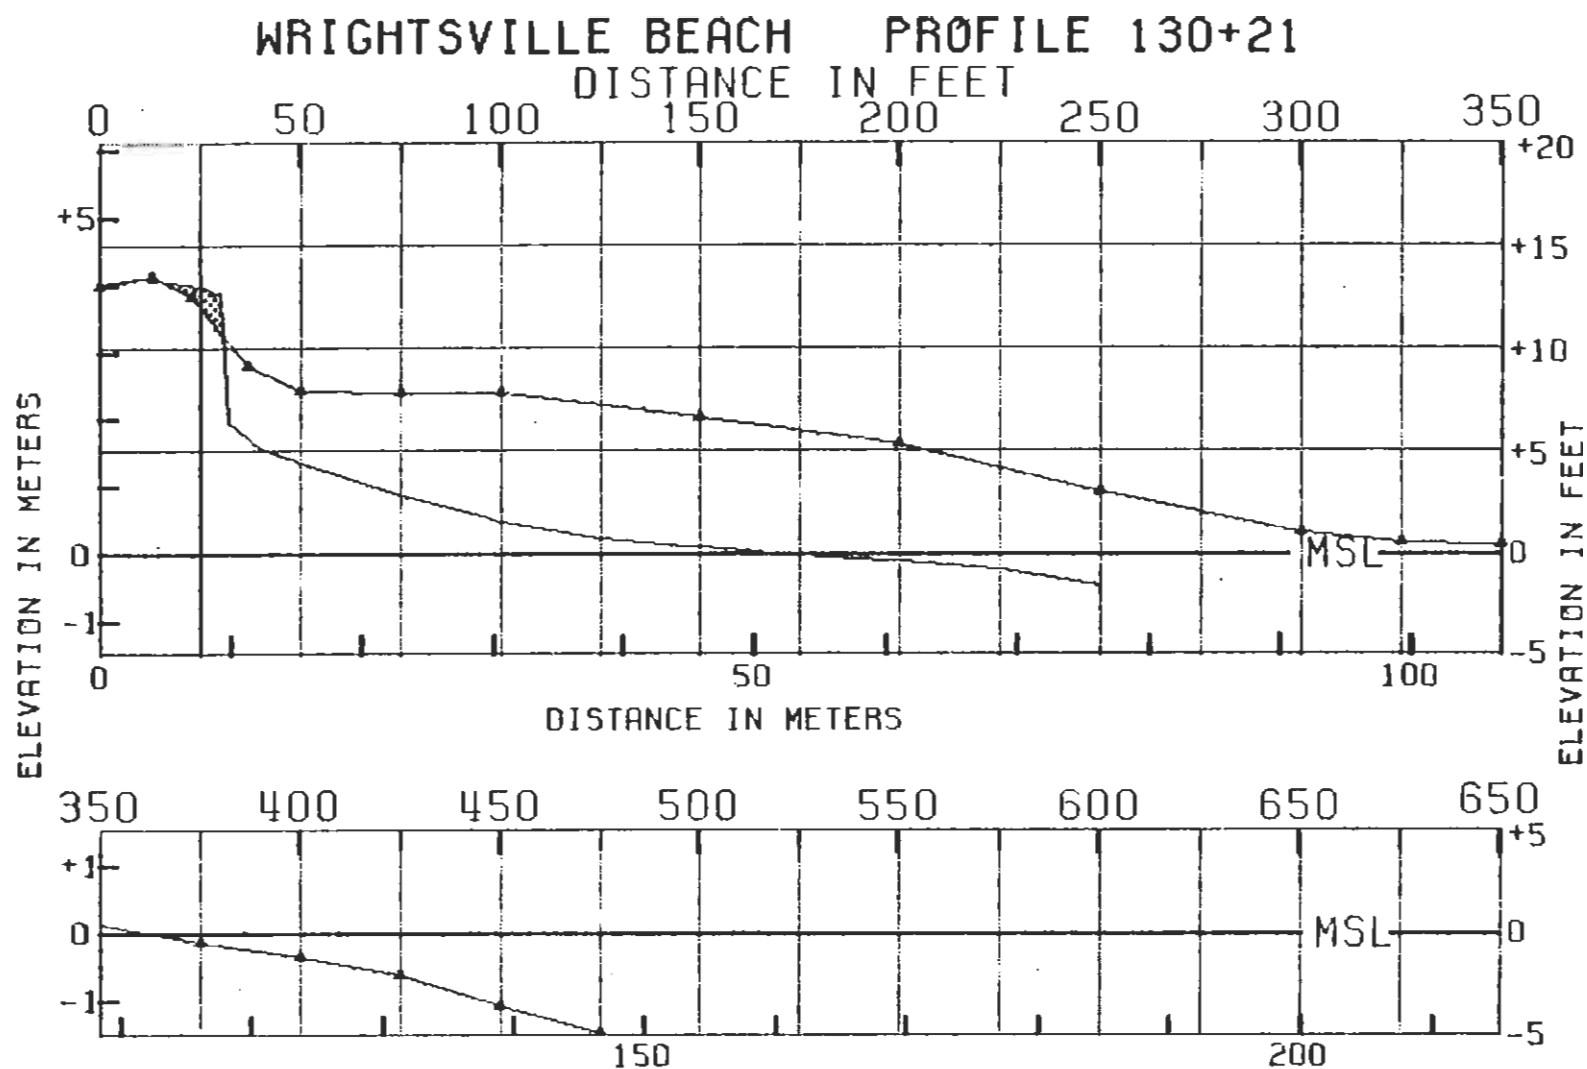 WRIGHTSVILLE BEACH PROFILE 130+21
DISTANCE IN FEET
0 50 100 150 200 250 300 350
+20
+5
+15
+10
+5
0 MSL 0
-1
-5
0 50 100
DISTANCE IN METERS
ELEVATION IN METERS
ELEVATION IN FEET
350 400 450 500 550 600 650 650
+5
+1
0 MSL 0
-1
-5
150 200